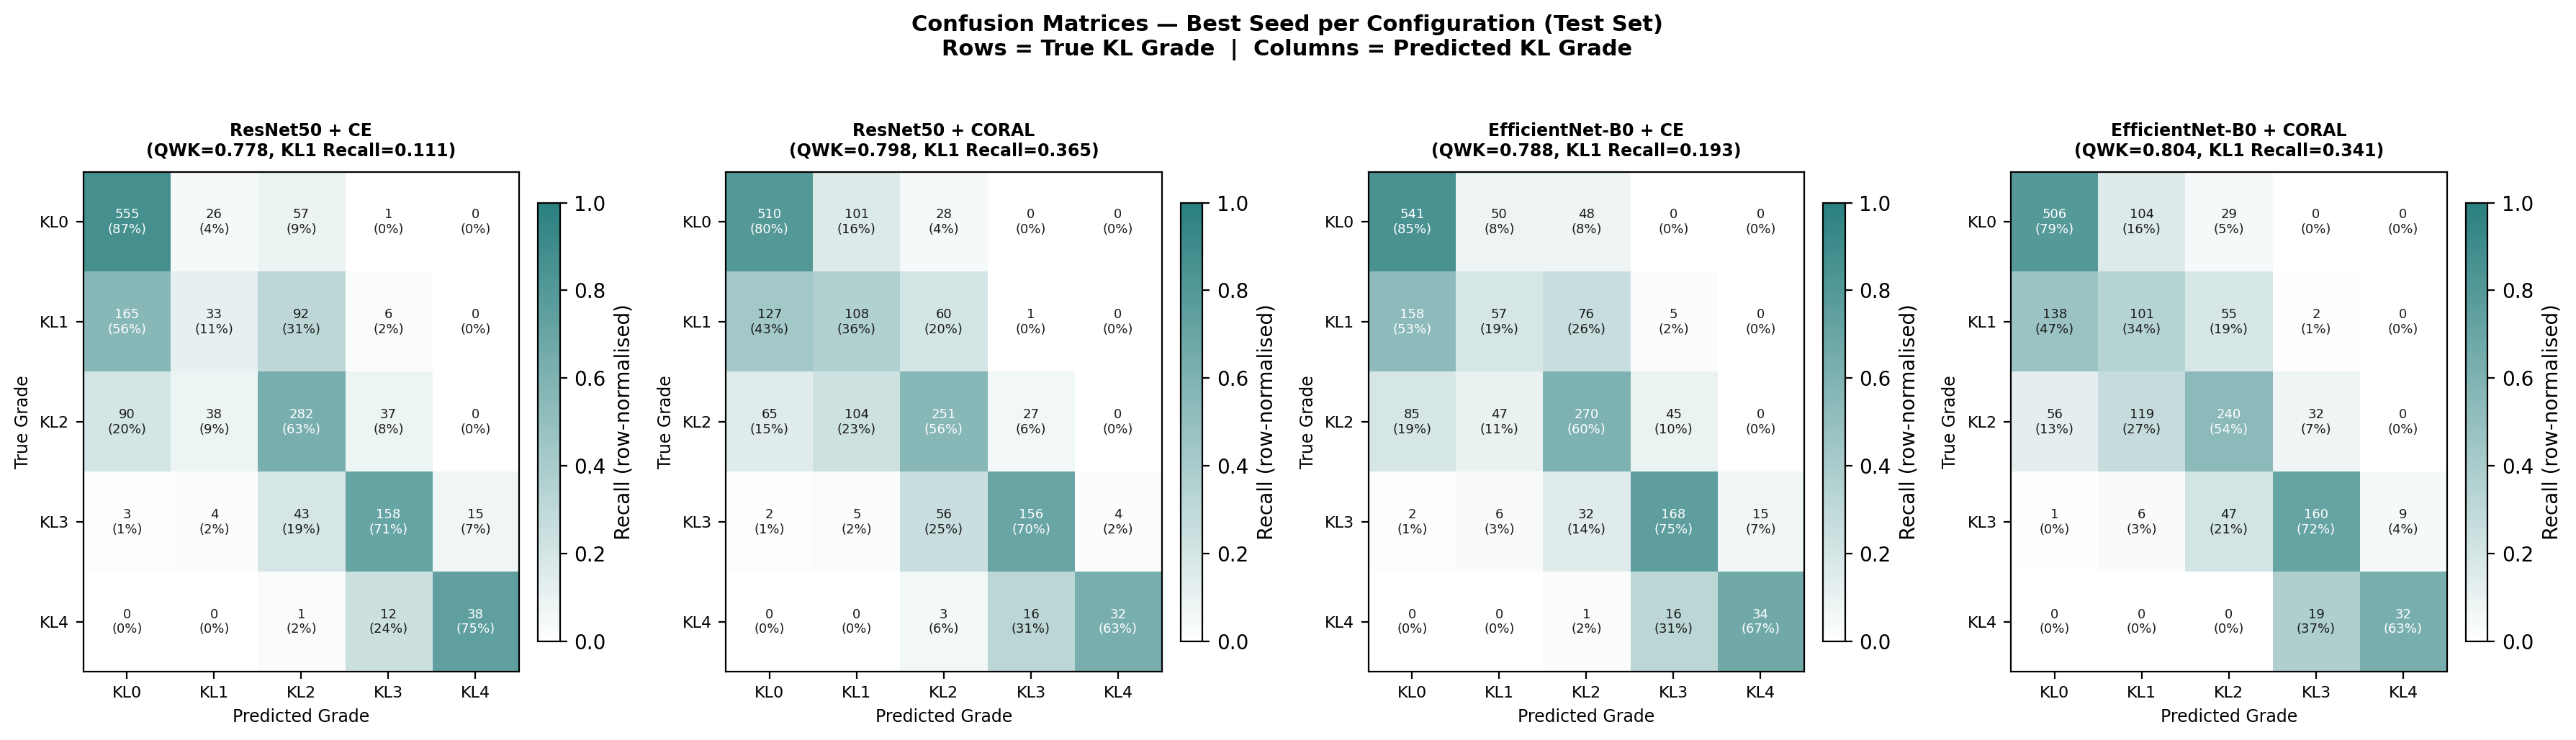 Confusion Matrices — Best Seed per Configuration (Test Set)
Rows = True KL Grade | Columns = Predicted KL Grade
ResNet50 + CE
(QWK=0.778, KL1 Recall=0.111)
True Grade
KL0
555 26 57 1 0
(87%) (4%) (9%) (0%) (0%)
KL1
165 33 92 6 0
(56%) (11%) (31%) (2%) (0%)
KL2
90 38 282 37 0
(20%) (9%) (63%) (8%) (0%)
KL3
3 4 43 158 15
(1%) (2%) (19%) (71%) (7%)
KL4
0 0 1 12 38
(0%) (0%) (2%) (24%) (75%)
KL0 KL1 KL2 KL3 KL4
Predicted Grade
1.0
0.8
0.6
0.4
0.2
0.0
Recall (row-normalised)
ResNet50 + CORAL
(QWK=0.798, KL1 Recall=0.365)
True Grade
KL0
510 101 28 0 0
(80%) (16%) (4%) (0%) (0%)
KL1
127 108 60 1 0
(43%) (36%) (20%) (0%) (0%)
KL2
65 104 251 27 0
(15%) (23%) (56%) (6%) (0%)
KL3
2 5 56 156 4
(1%) (2%) (25%) (70%) (2%)
KL4
0 0 3 16 32
(0%) (0%) (6%) (31%) (63%)
KL0 KL1 KL2 KL3 KL4
Predicted Grade
1.0
0.8
0.6
0.4
0.2
0.0
Recall (row-normalised)
EfficientNet-B0 + CE
(QWK=0.788, KL1 Recall=0.193)
True Grade
KL0
541 50 48 0 0
(85%) (8%) (8%) (0%) (0%)
KL1
158 57 76 5 0
(53%) (19%) (26%) (2%) (0%)
KL2
85 47 270 45 0
(19%) (11%) (60%) (10%) (0%)
KL3
2 6 32 168 15
(1%) (3%) (14%) (75%) (7%)
KL4
0 0 1 16 34
(0%) (0%) (2%) (31%) (67%)
KL0 KL1 KL2 KL3 KL4
Predicted Grade
1.0
0.8
0.6
0.4
0.2
0.0
Recall (row-normalised)
EfficientNet-B0 + CORAL
(QWK=0.804, KL1 Recall=0.341)
True Grade
KL0
506 104 29 0 0
(79%) (16%) (5%) (0%) (0%)
KL1
138 101 55 2 0
(47%) (34%) (19%) (1%) (0%)
KL2
56 119 240 32 0
(13%) (27%) (54%) (7%) (0%)
KL3
1 6 47 160 9
(0%) (3%) (21%) (72%) (4%)
KL4
0 0 0 19 32
(0%) (0%) (0%) (37%) (63%)
KL0 KL1 KL2 KL3 KL4
Predicted Grade
1.0
0.8
0.6
0.4
0.2
0.0
Recall (row-normalised)